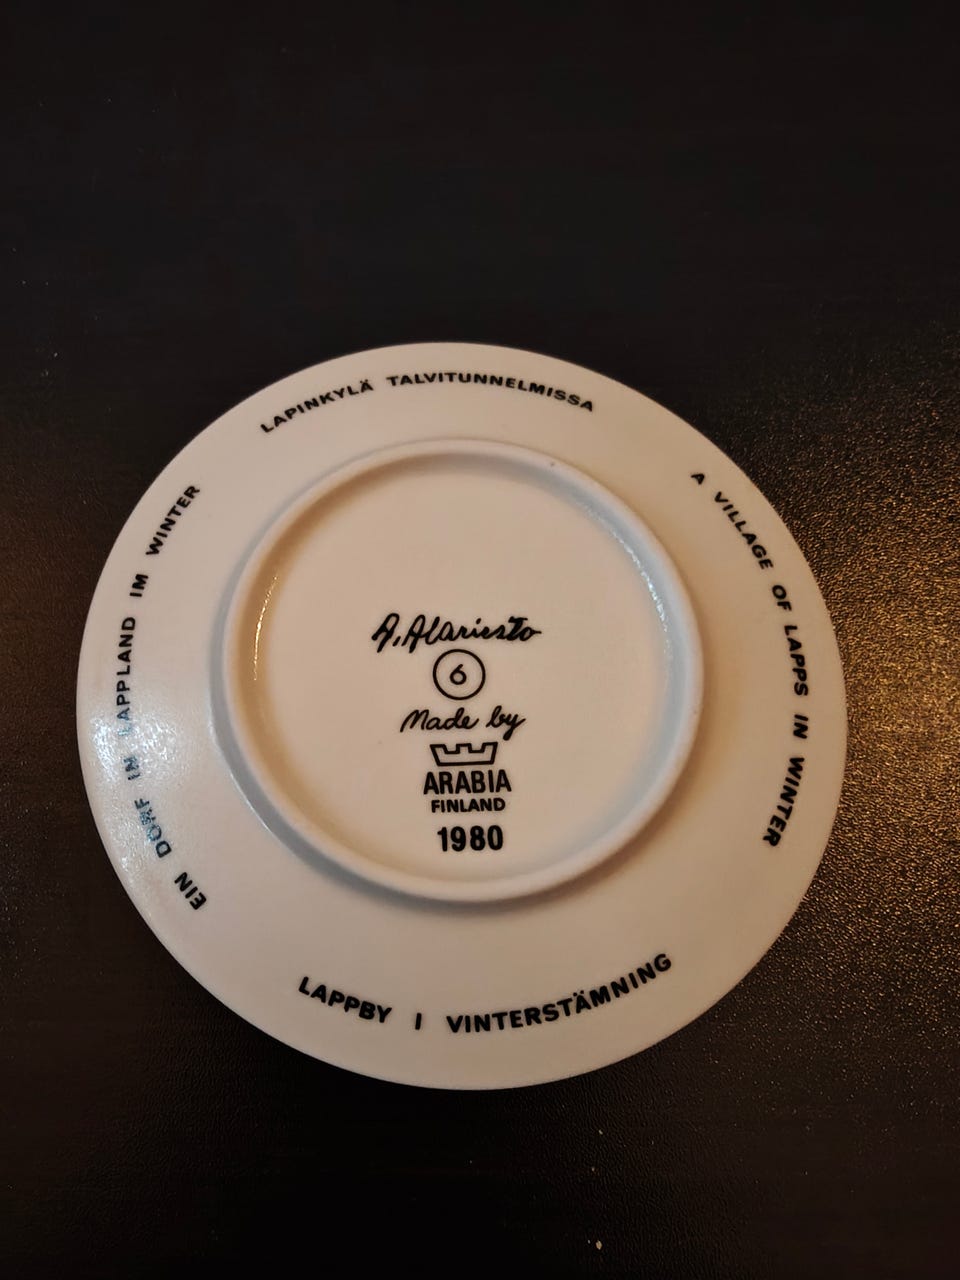 LAPINKYLÄ TALVITUNNELMISSA
A VILLAGE OF LAPPS IN WINTER
LAPPBY I VINTERSTÄMNING
EIN DORF IN LAPPLAND IM WINTER
A. Alariesto
6
Made by
ARABIA
FINLAND
1980